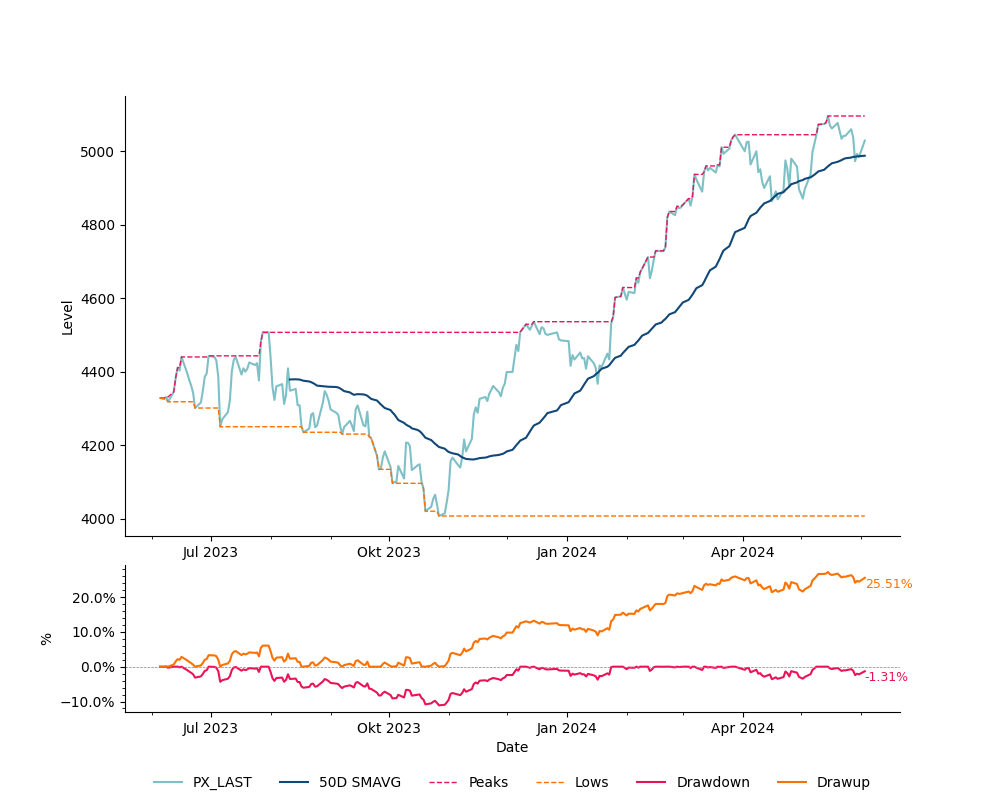 5000
4800
4600
4400
4200
4000
Level
Jul 2023 Okt 2023 Jan 2024 Apr 2024
20.0%
10.0%
0.0%
−10.0%
%
25.51%
-1.31%
Jul 2023 Okt 2023 Jan 2024 Apr 2024
Date
PX_LAST 50D SMAVG Peaks Lows Drawdown Drawup